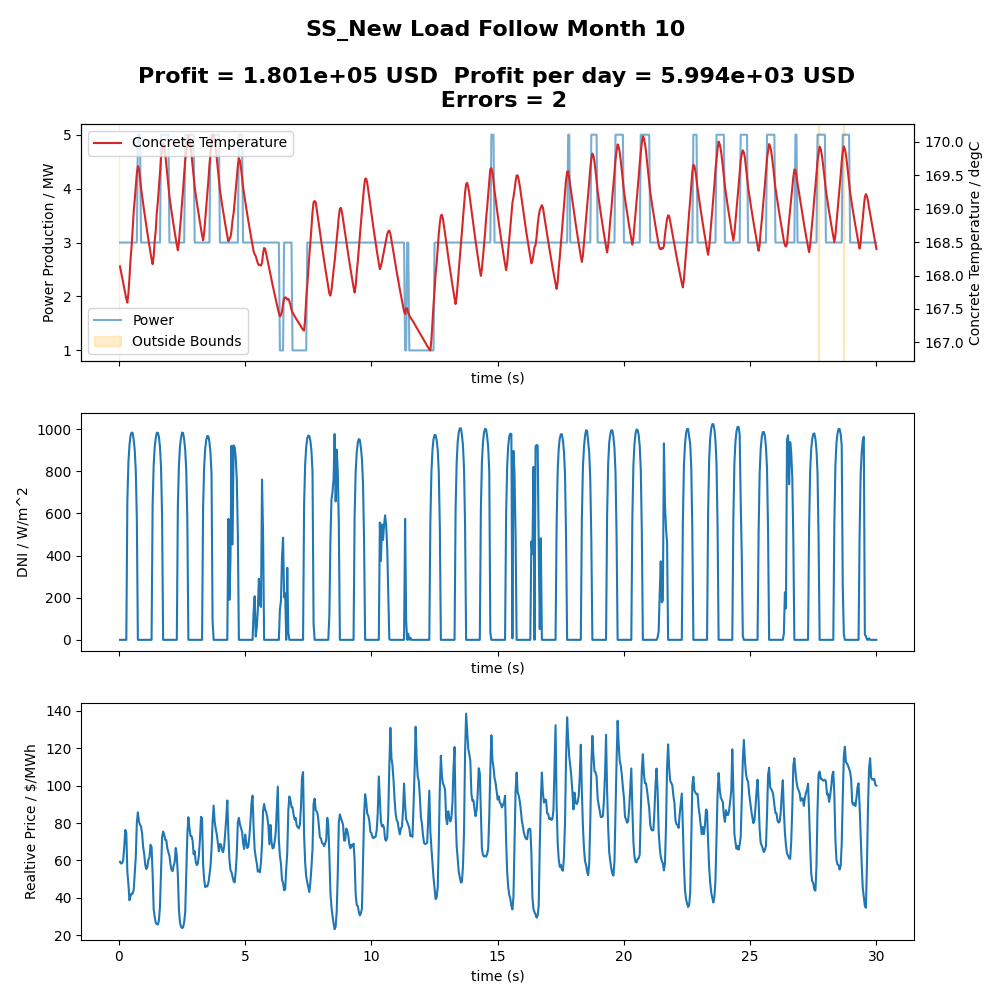 SS_New Load Follow Month 10
Profit = 1.801e+05 USD  Profit per day = 5.994e+03 USD
Errors = 2
Power Production / MW
5
4
3
2
1
Concrete Temperature
Power
Outside Bounds
170.0
169.5
169.0
168.5
168.0
167.5
167.0
Concrete Temperature / degC
time (s)
DNI / W/m^2
1000
800
600
400
200
0
time (s)
Realtive Price / $/MWh
140
120
100
80
60
40
20
0 5 10 15 20 25 30
time (s)